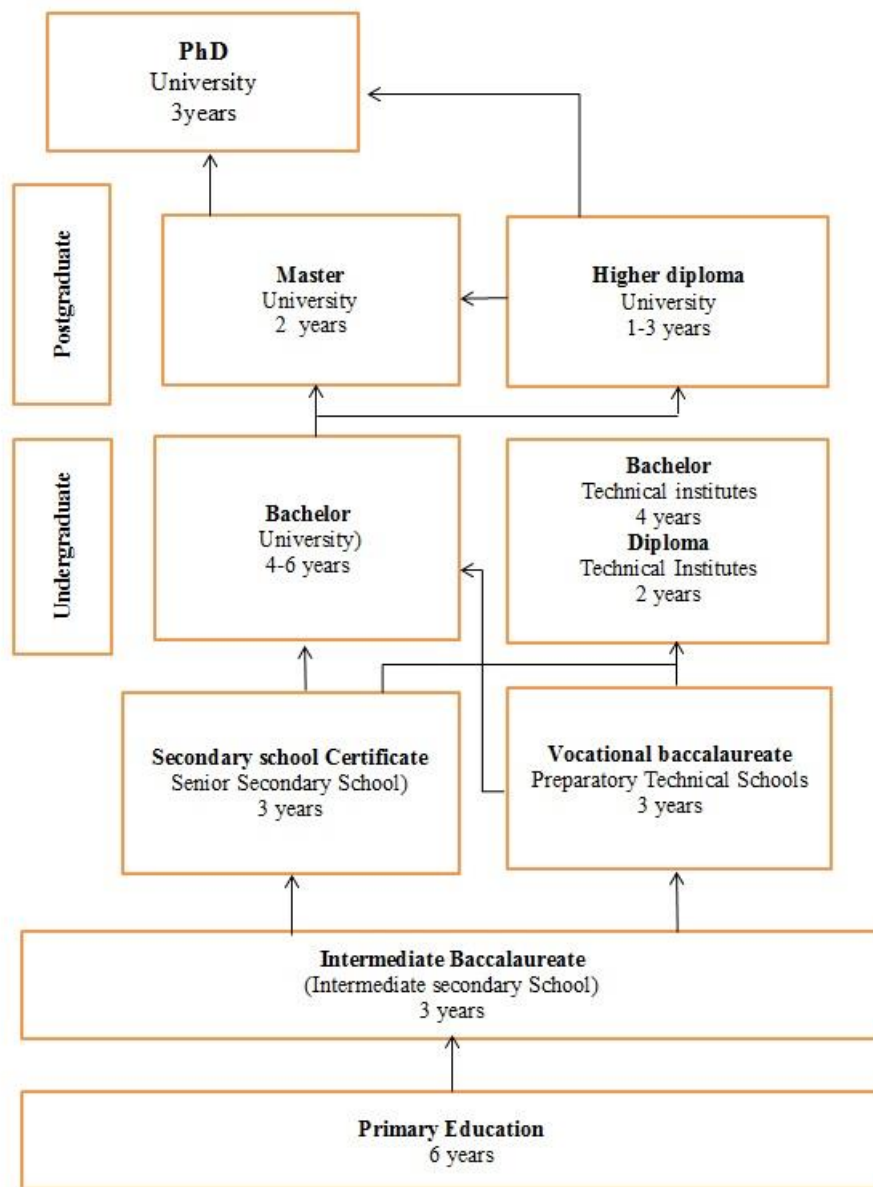 PhD
University
3years
Postgraduate
Master
University
2 years
Higher diploma
University
1-3 years
Undergraduate
Bachelor
University)
4-6 years
Bachelor
Technical institutes
4 years
Diploma
Technical Institutes
2 years
Secondary school Certificate
Senior Secondary School)
3 years
Vocational baccalaureate
Preparatory Technical Schools
3 years
Intermediate Baccalaureate
(Intermediate secondary School)
3 years
Primary Education
6 years